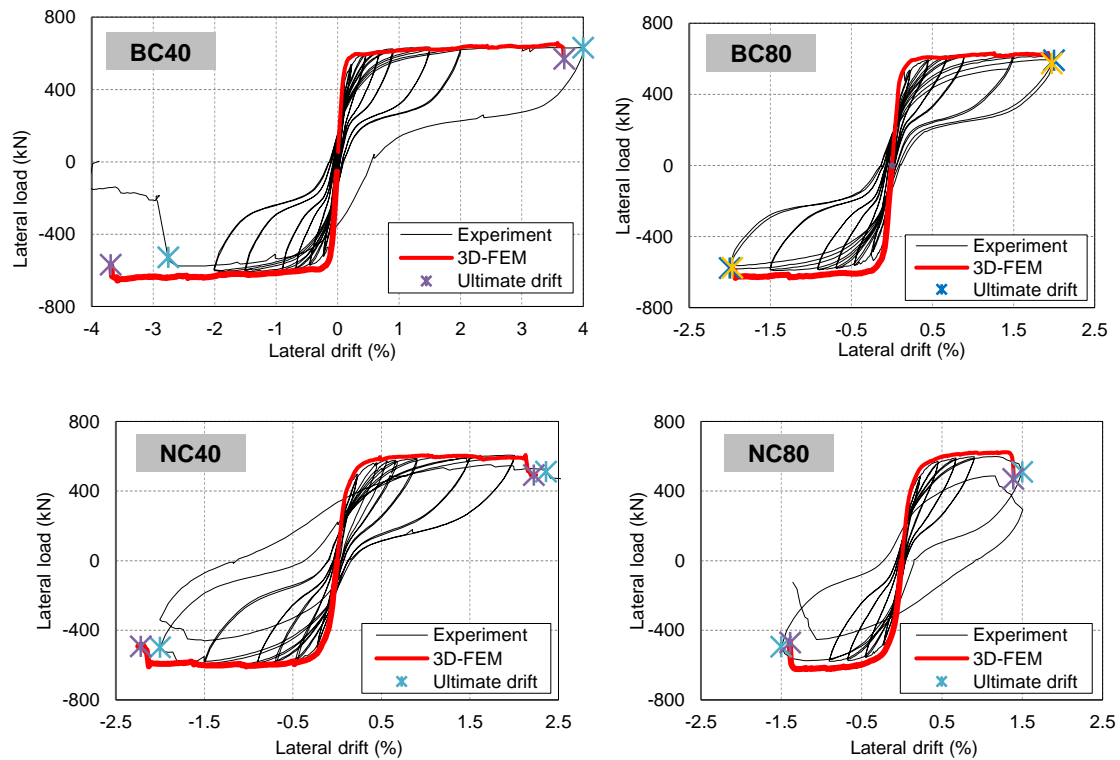 BC40
800
400
0
-400
-800
Lateral load (kN)
-4 -3 -2 -1 0 1 2 3 4
Lateral drift (%)
Experiment
3D-FEM
Ultimate drift
BC80
800
400
0
-400
-800
Lateral load (kN)
-2.5 -1.5 -0.5 0.5 1.5 2.5
Lateral drift (%)
Experiment
3D-FEM
Ultimate drift
NC40
800
400
0
-400
-800
Lateral load (kN)
-2.5 -1.5 -0.5 0.5 1.5 2.5
Lateral drift (%)
Experiment
3D-FEM
Ultimate drift
NC80
800
400
0
-400
-800
Lateral load (kN)
-2.5 -1.5 -0.5 0.5 1.5 2.5
Lateral drift (%)
Experiment
3D-FEM
Ultimate drift